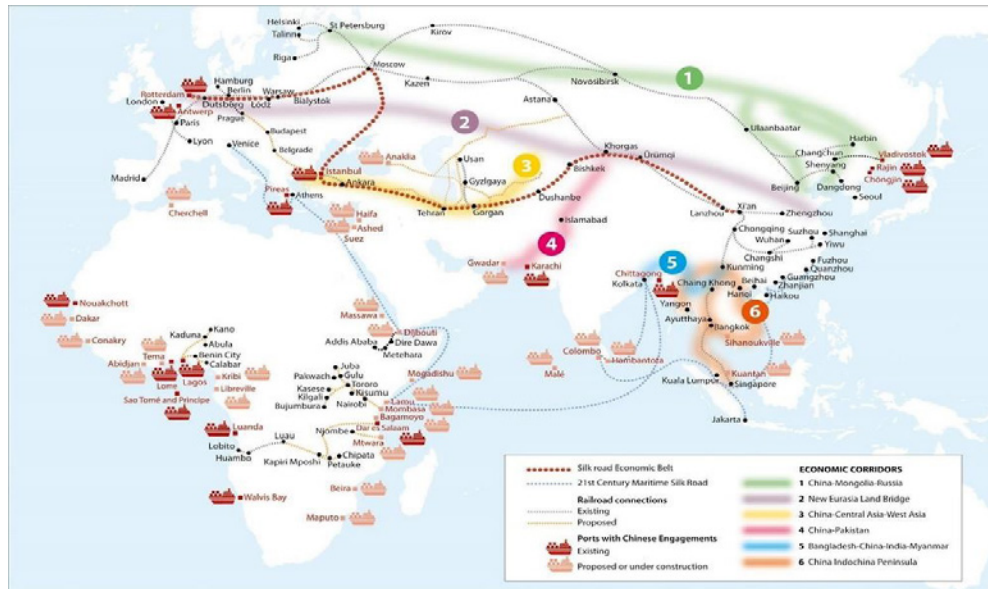 Helsinki
St Petersburg
Talinn
Riga
Kirov
Moscow
Kazen
Novosibirsk
1
Hamburg
Berlin
Rotterdam
London
Duisborg
Antwerp
Warsaw
Łódź
Bialystok
Prague
Paris
Lyon
Venice
Madrid
Budapest
Belgrade
2
Astana
Ulaanbaatar
Harbin
Changchun
Shenyang
Vladivostok
Rajin
Chongjin
Dangdong
Beijing
Seoul
Anaklia
Usan
Gyzlgaya
3
Khorgas
Ürümqi
Bishkek
Istanbul
Ankara
Pireas
Athens
Cherchell
Haifa
Ashed
Suez
Tehran
Gorgan
Dushanbe
Islamabad
4
Gwadar
Karachi
Lanzhou
Xi'an
Zhengzhou
Chongqing
Wuhan
Suzhou
Shanghai
Yiwu
Changshi
Fuzhou
Quanzhou
Kunming
Guangzhou
Zhanjian
Beihai
Haikou
Hanoi
5
Chittagong
Kolkata
Chaing Khong
Yangon
6
Ayutthaya
Bangkok
Sihanoukville
Nouakchott
Dakar
Conakry
Kano
Kaduna
Abula
Tema
Benin City
Abidjan
Calabar
Lome
Lagos
Kribi
Libreville
Sao Tomé and Principe
Massawa
Djibouti
Addis Ababa
Dire Dawa
Metehara
Mogadishu
Juba
Pakwach
Gulu
Kasese
Tororo
Kilgali
Kisumu
Bujumbura
Nairobi
Lamu
Mombasa
Bagamoyo
Dar es Salaam
Njombe
Mtwara
Colombo
Hambantota
Malé
Kuantan
Kuala Lumpur
Singapore
Jakarta
Luanda
Lobito
Luau
Huambo
Kapiri Mposhi
Chipata
Petauke
Walvis Bay
Beira
Maputo
Silk road Economic Belt
21st Century Maritime Silk Road
Railroad connections
Existing
Proposed
Ports with Chinese Engagements
Existing
Proposed or under construction
ECONOMIC CORRIDORS
1 China-Mongolia-Russia
2 New Eurasia Land Bridge
3 China-Central Asia-West Asia
4 China-Pakistan
5 Bangladesh-China-India-Myanmar
6 China Indochina Peninsula